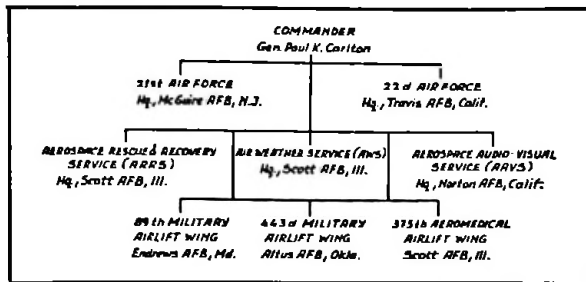 COMMANDER
Gen. Paul K. Carlton
21st AIR FORCE
Hq., McGuire AFB, N.J.
22d AIR FORCE
Hq., Travis AFB, Calif.
AEROSPACE RESCUE & RECOVERY
SERVICE (ARRS)
Hq., Scott AFB, Ill.
AIR WEATHER SERVICE (AWS)
Hq., Scott AFB, Ill.
AEROSPACE AUDIO-VISUAL
SERVICE (AAVS)
Hq., Norton AFB, Calif.
89th MILITARY
AIRLIFT WING
Endrews AFB, Md.
443d MILITARY
AIRLIFT WING
Altus AFB, Okla.
375th AEROMEDICAL
AIRLIFT WING
Scott AFB, Ill.